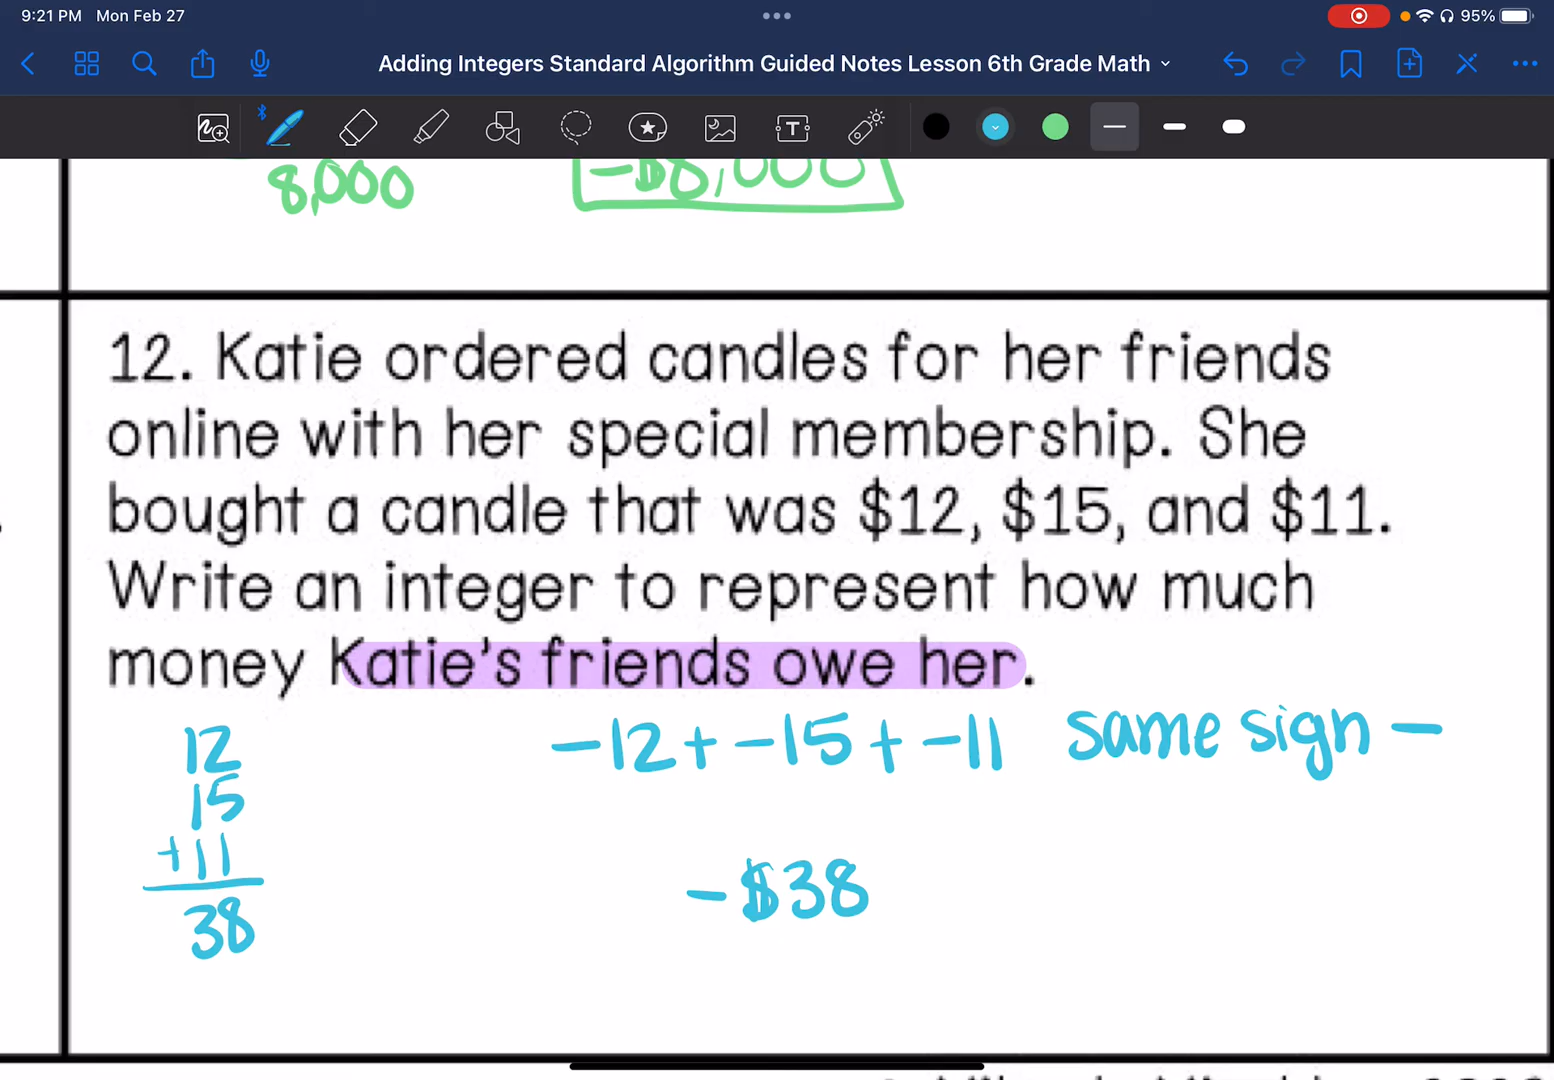 9:21 PM Mon Feb 27
95%
Adding Integers Standard Algorithm Guided Notes Lesson 6th Grade Math
T
8,000
-$8,000
12. Katie ordered candles for her friends
online with her special membership. She
bought a candle that was $12, $15, and $11.
Write an integer to represent how much
money Katie's friends owe her.
12
15
+11
38
-12+-15+-11 same sign -
-$38